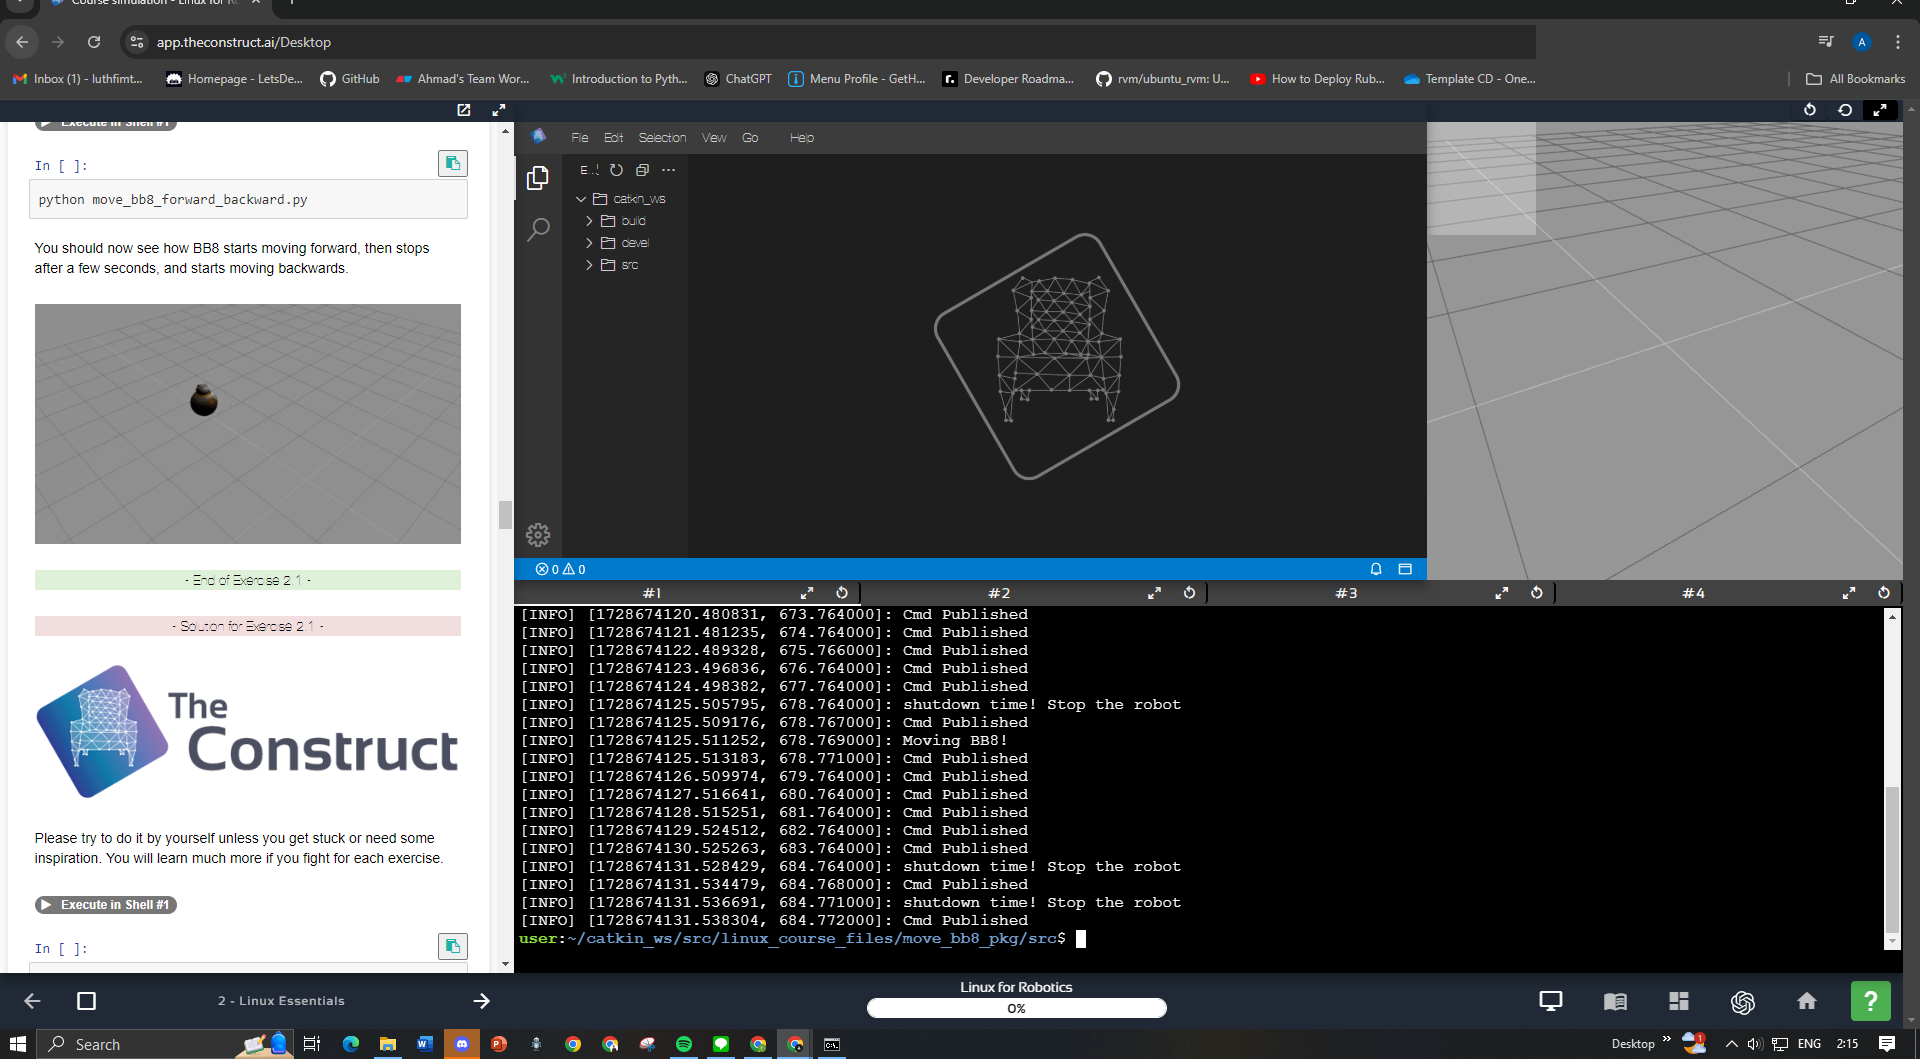 Course simulation - Linux for Ro
app.theconstruct.ai/Desktop
A
Inbox (1) - luthfimt...
Homepage - LetsDe...
GitHub
Ahmad's Team Wor...
Introduction to Pyth...
ChatGPT
Menu Profile - GetH...
Developer Roadma...
rvm/ubuntu_rvm: U...
How to Deploy Rub...
Template CD - One...
All Bookmarks
Execute in Shell #1
In [ ]:
python move_bb8_forward_backward.py
You should now see how BB8 starts moving forward, then stops
after a few seconds, and starts moving backwards.
- End of Exercise 2.1 -
- Solution for Exercise 2.1 -
The
Construct
Please try to do it by yourself unless you get stuck or need some
inspiration. You will learn much more if you fight for each exercise.
Execute in Shell #1
In [ ]:
File Edit Selection View Go Help
E...
catkin_ws
build
devel
src
0 0
#1
#2
#3
#4
[INFO] [1728674120.480831, 673.764000]: Cmd Published
[INFO] [1728674121.481235, 674.764000]: Cmd Published
[INFO] [1728674122.489328, 675.766000]: Cmd Published
[INFO] [1728674123.496836, 676.764000]: Cmd Published
[INFO] [1728674124.498382, 677.764000]: Cmd Published
[INFO] [1728674125.505795, 678.764000]: shutdown time! Stop the robot
[INFO] [1728674125.509176, 678.767000]: Cmd Published
[INFO] [1728674125.511252, 678.769000]: Moving BB8!
[INFO] [1728674125.513183, 678.771000]: Cmd Published
[INFO] [1728674126.509974, 679.764000]: Cmd Published
[INFO] [1728674127.516641, 680.764000]: Cmd Published
[INFO] [1728674128.515251, 681.764000]: Cmd Published
[INFO] [1728674129.524512, 682.764000]: Cmd Published
[INFO] [1728674130.525263, 683.764000]: Cmd Published
[INFO] [1728674131.528429, 684.764000]: shutdown time! Stop the robot
[INFO] [1728674131.534479, 684.768000]: Cmd Published
[INFO] [1728674131.536691, 684.771000]: shutdown time! Stop the robot
[INFO] [1728674131.538304, 684.772000]: Cmd Published
user:~/catkin_ws/src/linux_course_files/move_bb8_pkg/src$
2 - Linux Essentials
Linux for Robotics
0%
?
Search
Desktop
1
ENG
2:15